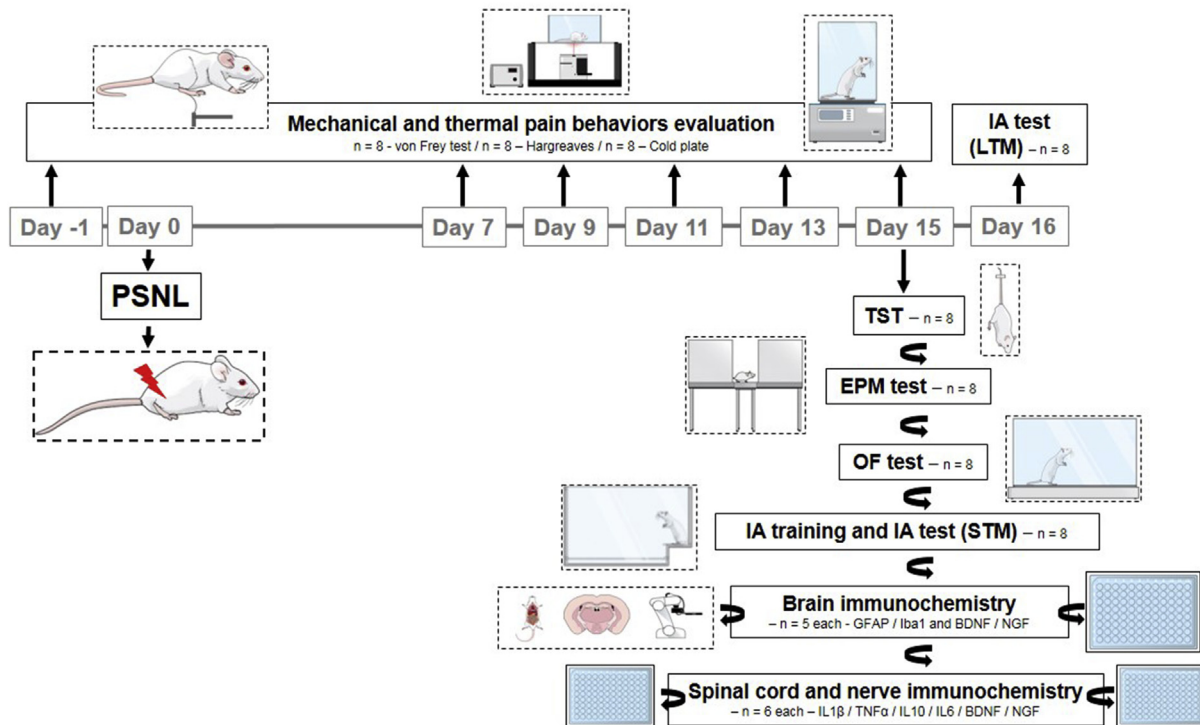 Mechanical and thermal pain behaviors evaluation
n = 8 - von Frey test / n = 8 – Hargreaves / n = 8 – Cold plate
IA test
(LTM) – n = 8
Day -1
Day 0
Day 7
Day 9
Day 11
Day 13
Day 15
Day 16
PSNL
TST – n = 8
EPM test – n = 8
OF test – n = 8
IA training and IA test (STM) – n = 8
Brain immunochemistry
– n = 5 each - GFAP / Iba1 and BDNF / NGF
Spinal cord and nerve immunochemistry
– n = 6 each – IL1β / TNFα / IL10 / IL6 / BDNF / NGF